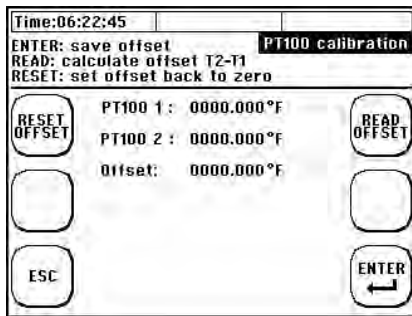 Time:06:22:45
PT100 calibration
ENTER: save offset
READ: calculate offset T2-T1
RESET: set offset back to zero
RESET OFFSET
PT100 1: 0000.000°F
READ OFFSET
PT100 2: 0000.000°F
Offset: 0000.000°F
ESC
ENTER